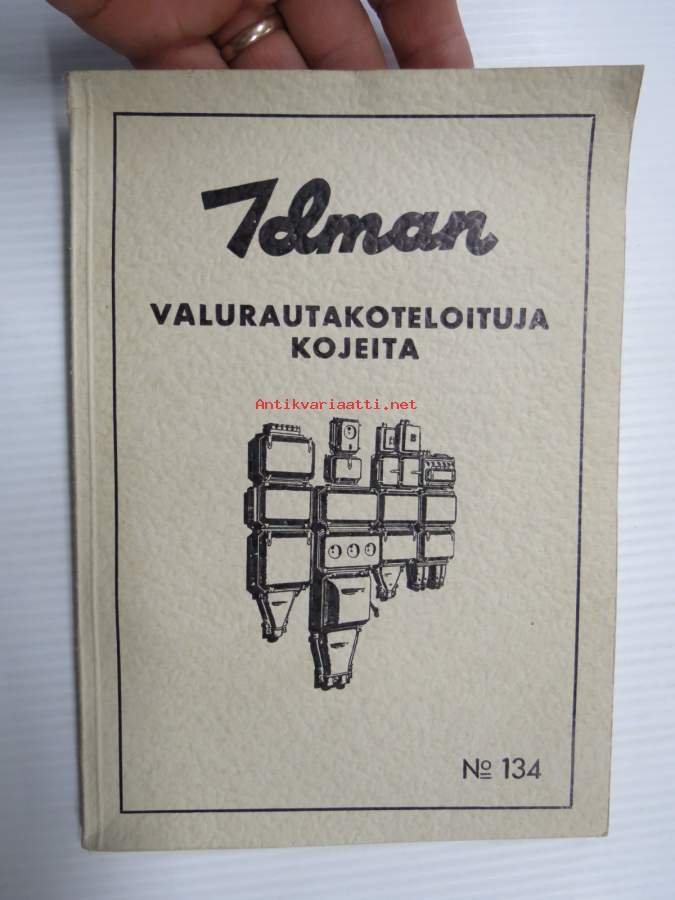 Idman
VALURAUTAKOTELOITUJA
KOJEITA
Antikvariaatti.net
Nº 134